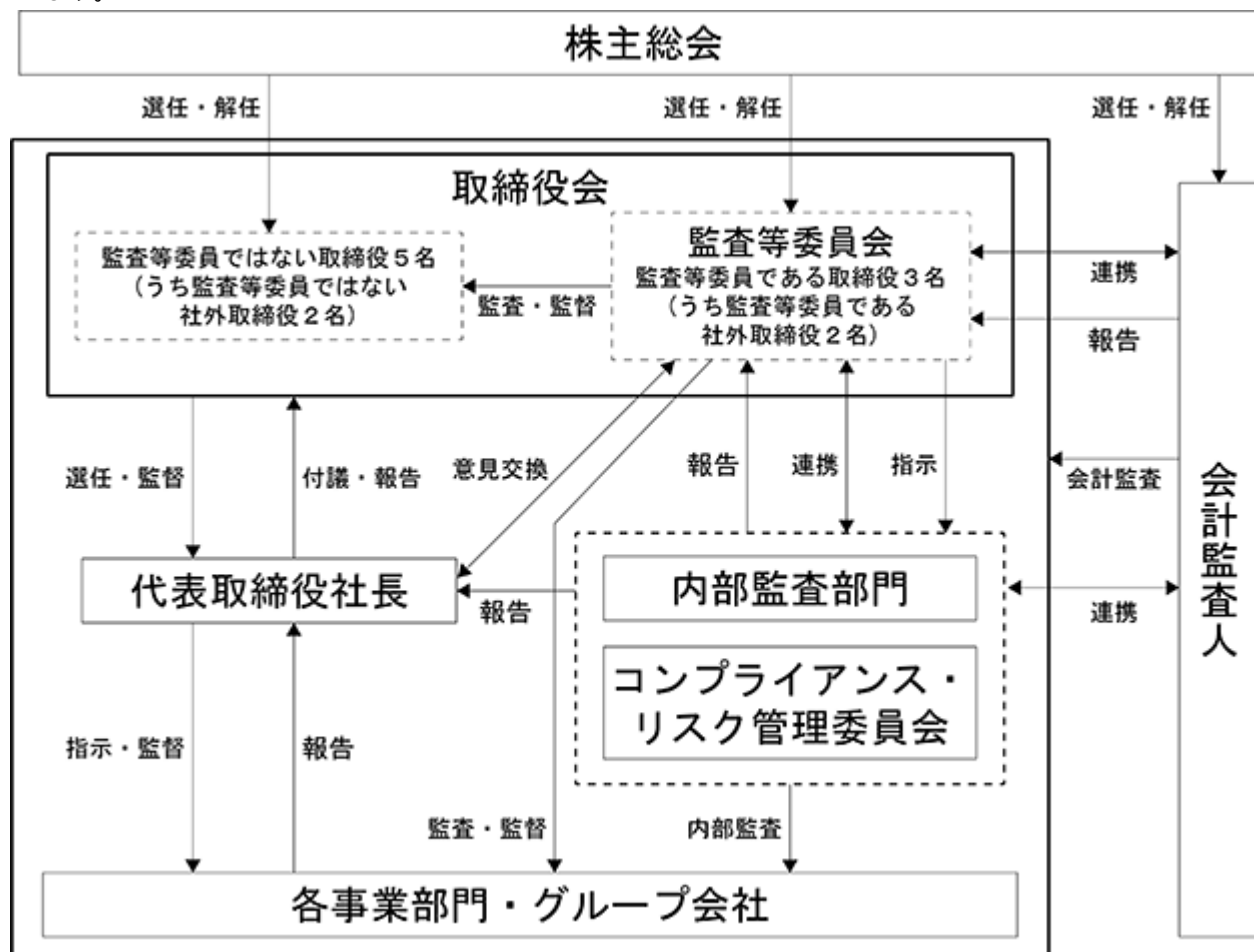 株主総会
選任・解任
選任・解任
選任・解任
取締役会
監査等委員ではない取締役5名
(うち監査等委員ではない
社外取締役2名)
監査・監督
監査等委員会
監査等委員である取締役3名
(うち監査等委員である
社外取締役2名)
連携
報告
選任・監督
付議・報告
意見交換
報告
連携
指示
会計監査
会計監査人
代表取締役社長
報告
内部監査部門
コンプライアンス・
リスク管理委員会
連携
指示・監督
報告
監査・監督
内部監査
各事業部門・グループ会社